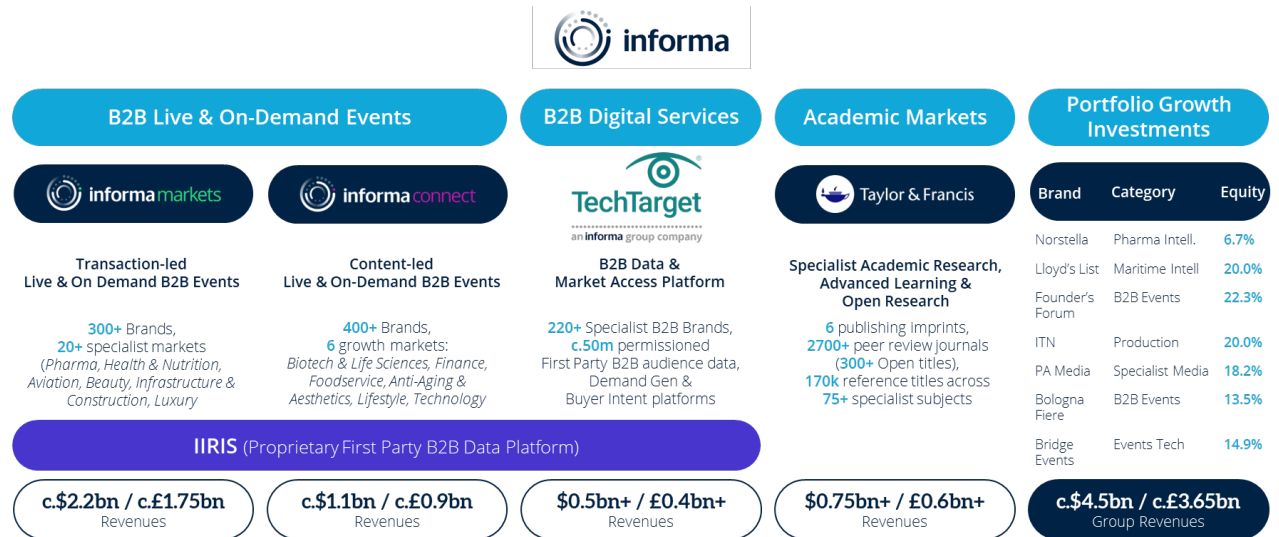 informa
B2B Live & On-Demand Events
B2B Digital Services
Academic Markets
Portfolio Growth
Investments
informa markets
informa connect
TechTarget
an informa group company
Taylor & Francis
Transaction-led
Live & On Demand B2B Events
300+ Brands,
20+ specialist markets
(Pharma, Health & Nutrition,
Aviation, Beauty, Infrastructure &
Construction, Luxury
Content-led
Live & On-Demand B2B Events
400+ Brands,
6 growth markets:
Biotech & Life Sciences, Finance,
Foodservice, Anti-Aging &
Aesthetics, Lifestyle, Technology
B2B Data &
Market Access Platform
220+ Specialist B2B Brands,
c.50m permissioned
First Party B2B audience data,
Demand Gen &
Buyer Intent platforms
Specialist Academic Research,
Advanced Learning &
Open Research
6 publishing imprints,
2700+ peer review journals
(300+ Open titles),
170k reference titles across
75+ specialist subjects
Brand Category Equity
Norstella Pharma Intell. 6.7%
Lloyd's List Maritime Intell 20.0%
Founder's B2B Events 22.3%
Forum
ITN Production 20.0%
PA Media Specialist Media 18.2%
Bologna B2B Events 13.5%
Fiere
Bridge Events Tech 14.9%
Events
IIRIS (Proprietary First Party B2B Data Platform)
c.$2.2bn / c.£1.75bn
Revenues
c.$1.1bn / c.£0.9bn
Revenues
$0.5bn+ / £0.4bn+
Revenues
$0.75bn+ / £0.6bn+
Revenues
c.$4.5bn / c.£3.65bn
Group Revenues